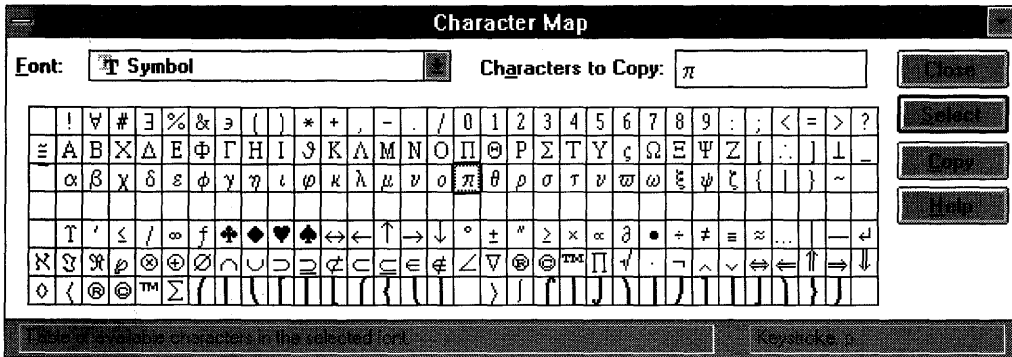 Character Map
Font: Symbol Characters to Copy: π
Close
Select
Copy
Help
! ∀ # ∃ % & ∋ ( ) * + , − . / 0 1 2 3 4 5 6 7 8 9 : ; < = > ?
≅ Α Β Χ Δ Ε Φ Γ Η Ι ϑ Κ Λ Μ Ν Ο Π Θ Ρ Σ Τ Υ ς Ω Ξ Ψ Ζ [ ∴ ] ⊥ _
α β χ δ ε φ γ η ι ϕ κ λ μ ν ο π θ ρ σ τ υ ϖ ω ξ ψ ζ { | } ~
ϒ ′ ≤ / ∞ ƒ ♣ ♦ ♥ ♠ ↔ ← ↑ → ↓ ° ± ″ ≥ × ∝ ∂ • ÷ ≠ ≡ ≈ … | — ↵
ℵ ℑ ℜ ℘ ⊗ ⊕ ∅ ∩ ∪ ⊃ ⊇ ⊄ ⊂ ⊆ ∈ ∉ ∠ ∇ ® © ™ ∏ √ ⋅ ¬ ∧ ∨ ⇔ ⇐ ⇑ ⇒ ⇓
◊ 〈 ® © ™ ∑ ⎛ ⎜ ⎝ ⎡ ⎢ ⎣ ⎧ ⎨ ⎩ ⎪ 〉 ∫ ⌠ ⎮ ⌡ ⎞ ⎟ ⎠ ⎤ ⎥ ⎦ ⎫ ⎬ ⎭
Table of available characters in the selected font.
Keystroke: p